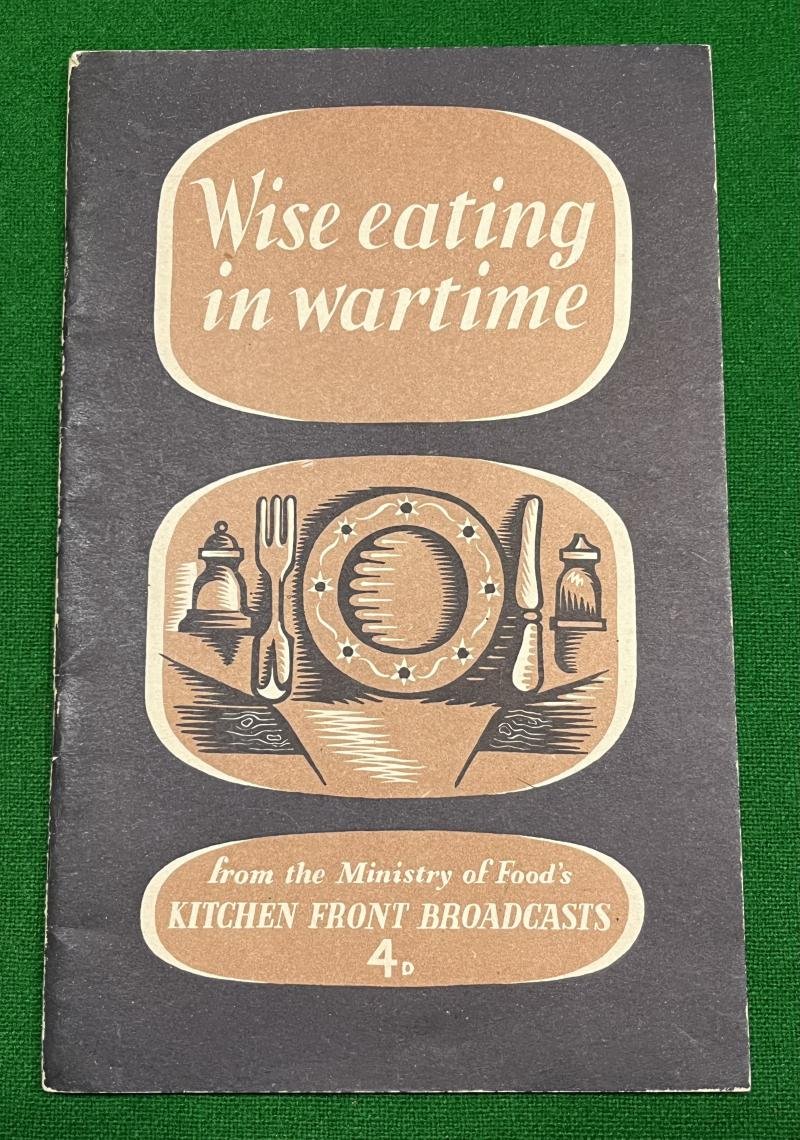 Wise eating
in wartime
from the Ministry of Food's
KITCHEN FRONT BROADCASTS
4D